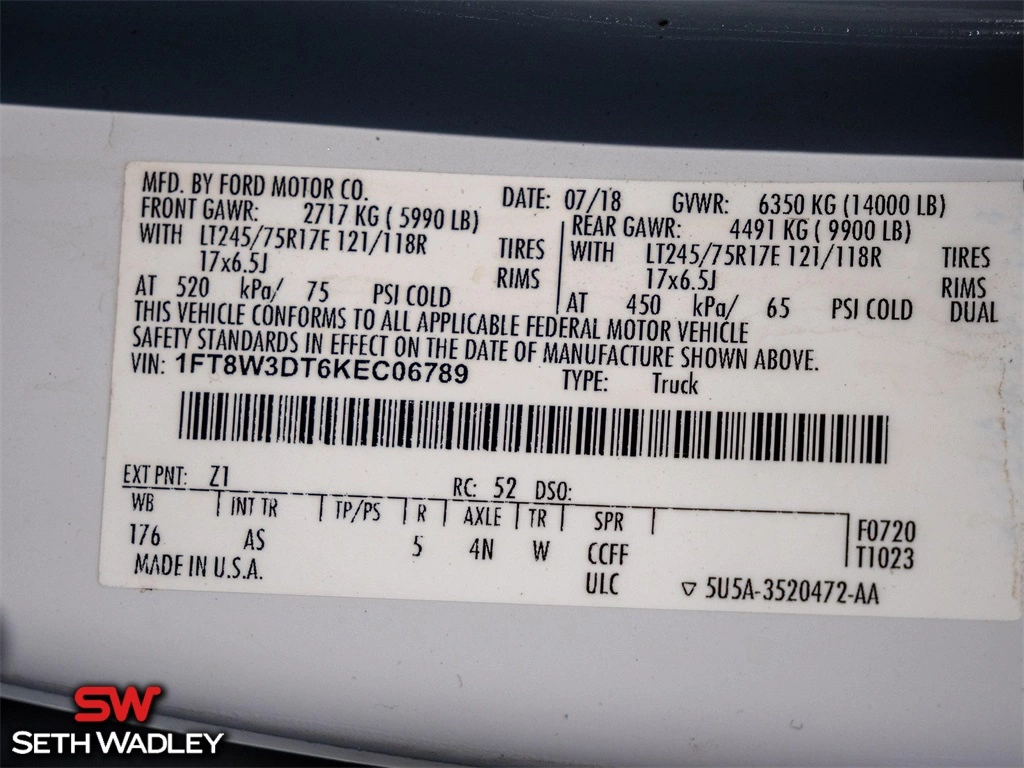 MFD. BY FORD MOTOR CO. DATE: 07/18 GVWR: 6350 KG (14000 LB)
FRONT GAWR: 2717 KG ( 5990 LB) REAR GAWR: 4491 KG ( 9900 LB)
WITH LT245/75R17E 121/118R TIRES WITH LT245/75R17E 121/118R TIRES
17x6.5J RIMS 17x6.5J RIMS
AT 520 kPa/ 75 PSI COLD AT 450 kPa/ 65 PSI COLD DUAL
THIS VEHICLE CONFORMS TO ALL APPLICABLE FEDERAL MOTOR VEHICLE
SAFETY STANDARDS IN EFFECT ON THE DATE OF MANUFACTURE SHOWN ABOVE.
VIN: 1FT8W3DT6KEC06789 TYPE: Truck
EXT PNT: Z1 RC: 52 DSO:
WB INT TR TP/PS R AXLE TR SPR F0720
176 AS 5 4N W CCFF T1023
MADE IN U.S.A. ULC ▽ 5U5A-3520472-AA
SW
SETH WADLEY